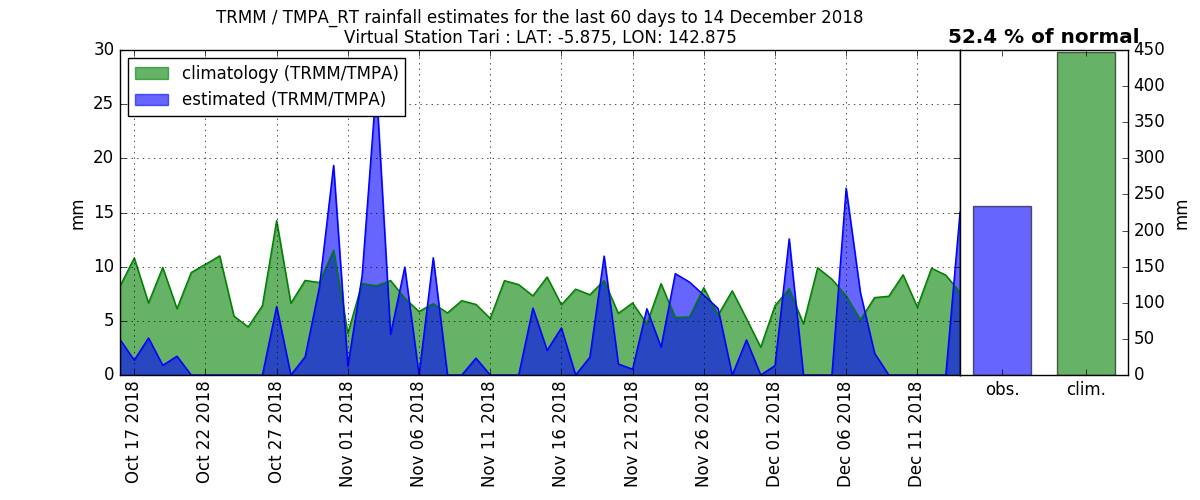 TRMM / TMPA_RT rainfall estimates for the last 60 days to 14 December 2018
Virtual Station Tari : LAT: -5.875, LON: 142.875
52.4 % of normal
climatology (TRMM/TMPA)
estimated (TRMM/TMPA)
30
25
20
15
10
5
0
mm
450
400
350
300
250
200
150
100
50
0
mm
obs.
clim.
Oct 17 2018
Oct 22 2018
Oct 27 2018
Nov 01 2018
Nov 06 2018
Nov 11 2018
Nov 16 2018
Nov 21 2018
Nov 26 2018
Dec 01 2018
Dec 06 2018
Dec 11 2018